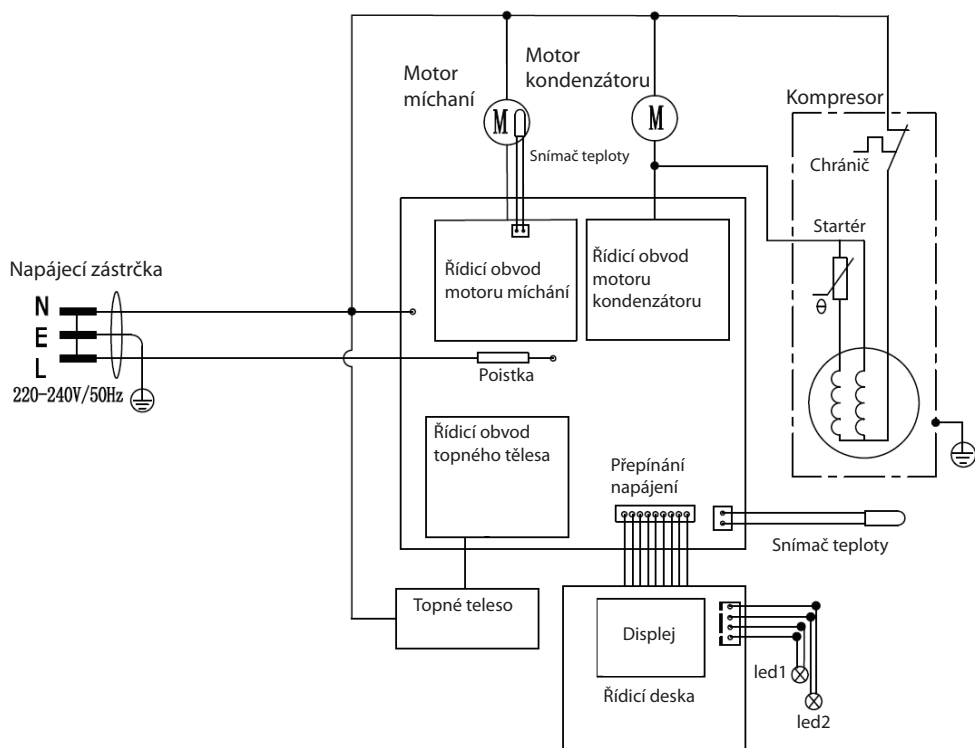 Motor
míchaní
Motor
kondenzátoru
M
M
Snímač teploty
Kompresor
Chránič
Startér
θ
Řídicí obvod
motoru míchání
Řídicí obvod
motoru
kondenzátoru
Napájecí zástrčka
N
E
L
220-240V/50Hz
Poistka
Řídicí obvod
topného tělesa
Přepínání
napájení
Snímač teploty
Topné teleso
Displej
Řídicí deska
led1
led2